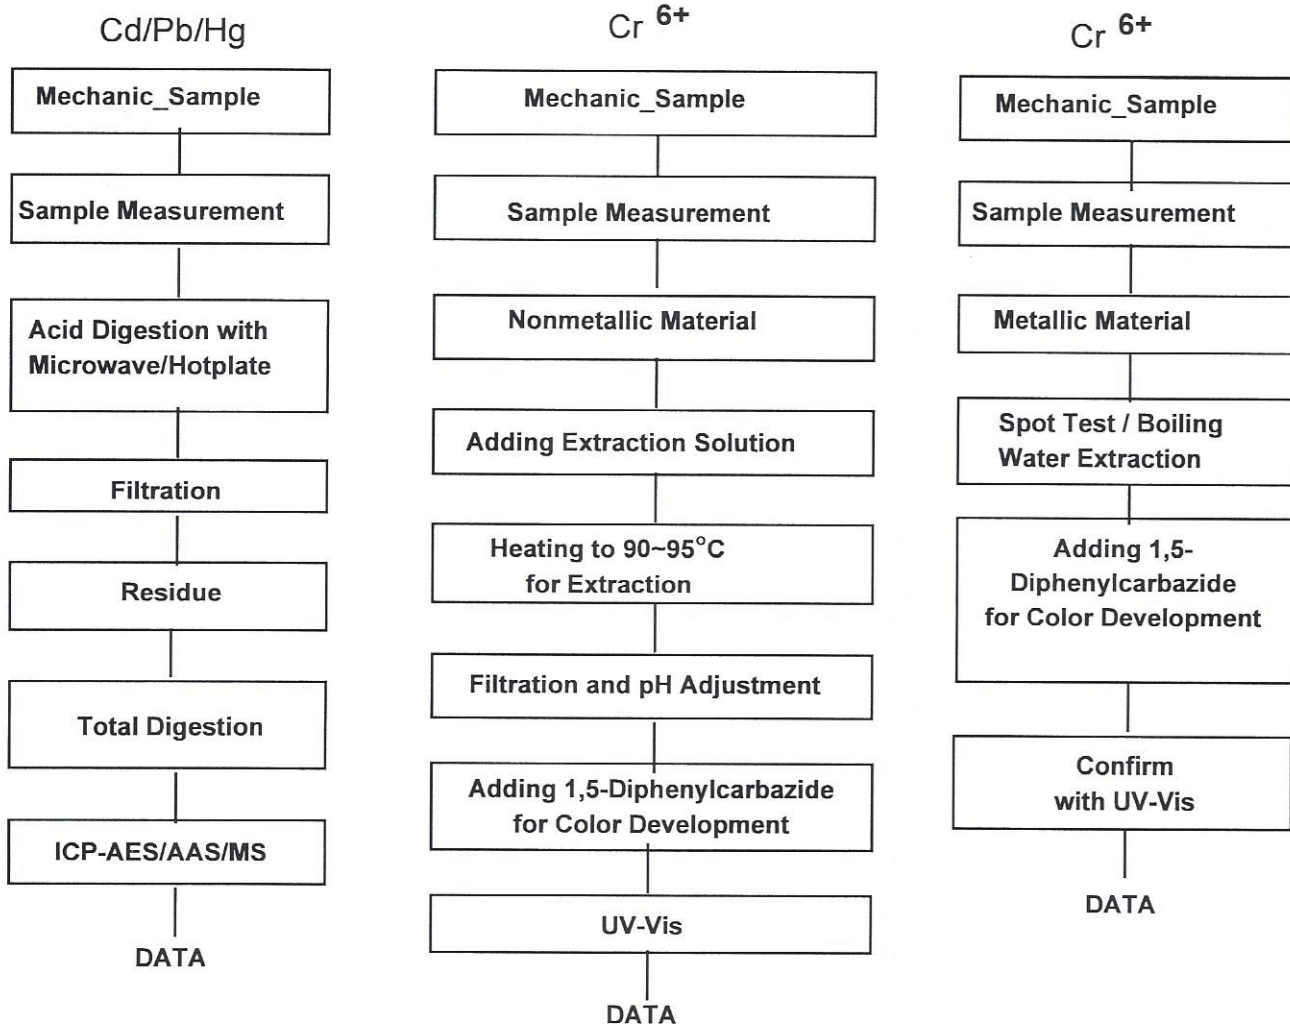 Cd/Pb/Hg
Mechanic_Sample
Sample Measurement
Acid Digestion with
Microwave/Hotplate
Filtration
Residue
Total Digestion
ICP-AES/AAS/MS
DATA
Cr 6+
Mechanic_Sample
Sample Measurement
Nonmetallic Material
Adding Extraction Solution
Heating to 90~95°C
for Extraction
Filtration and pH Adjustment
Adding 1,5-Diphenylcarbazide
for Color Development
UV-Vis
DATA
Cr 6+
Mechanic_Sample
Sample Measurement
Metallic Material
Spot Test / Boiling
Water Extraction
Adding 1,5-
Diphenylcarbazide
for Color Development
Confirm
with UV-Vis
DATA